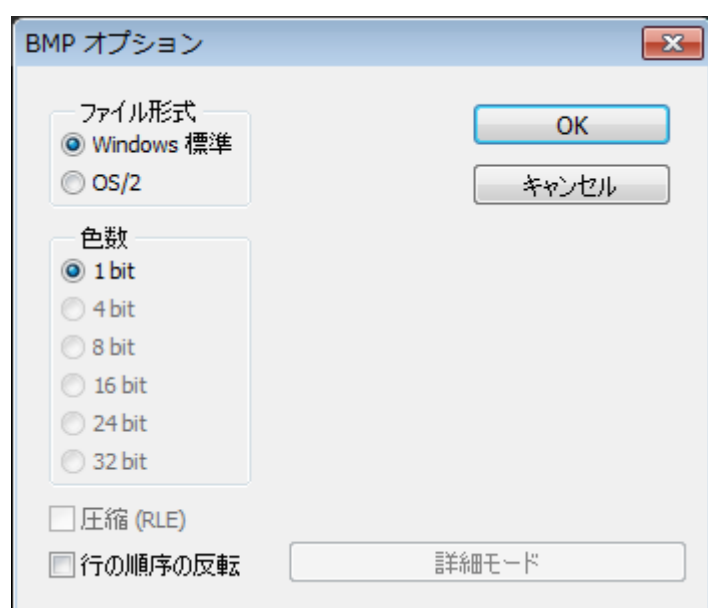 BMP オプション
ファイル形式
Windows 標準
OS/2
OK
キャンセル
色数
1 bit
4 bit
8 bit
16 bit
24 bit
32 bit
圧縮 (RLE)
行の順序の反転
詳細モード